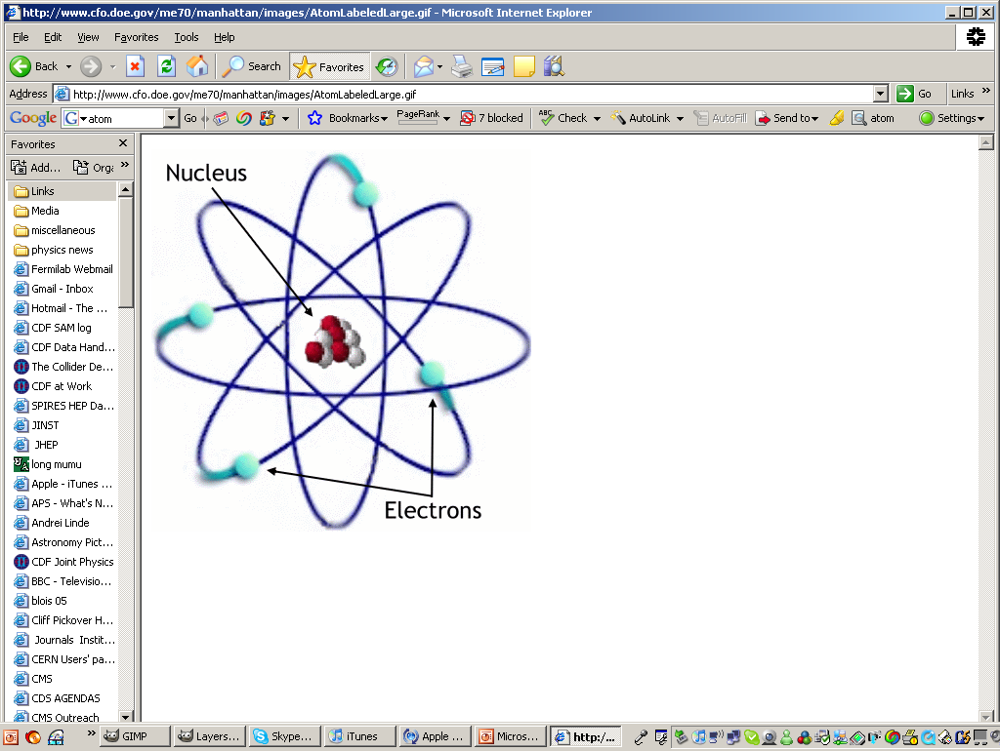 http://www.cfo.doe.gov/me70/manhattan/images/AtomLabeledLarge.gif - Microsoft Internet Explorer
File Edit View Favorites Tools Help
Back Search Favorites
Address http://www.cfo.doe.gov/me70/manhattan/images/AtomLabeledLarge.gif Go Links »
Google G atom Go Bookmarks PageRank 7 blocked ABC Check AutoLink AutoFill Send to atom Settings
Favorites
Add... Orga »
Links
Media
miscellaneous
physics news
Fermilab Webmail
Gmail - Inbox
Hotmail - The ...
CDF SAM log
CDF Data Hand...
The Collider De...
CDF at Work
SPIRES HEP Da...
JINST
JHEP
long mumu
Apple - iTunes ...
APS - What's N...
Andrei Linde
Astronomy Pict...
CDF Joint Physics
BBC - Televisio...
blois 05
Cliff Pickover H...
Journals Instit...
CERN Users' pa...
CMS
CDS AGENDAS
CMS Outreach
Nucleus
Electrons
» GIMP Layers... Skype... iTunes Apple ... Micros... http:/...